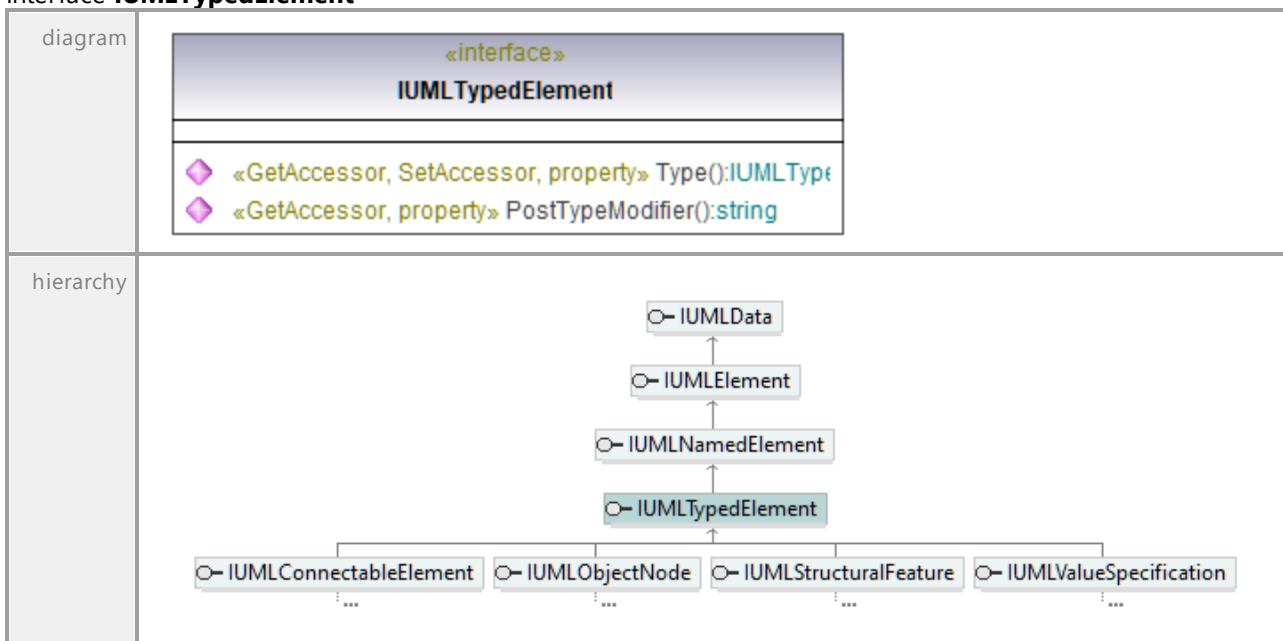 interface IUMLTypedElement
diagram
«interface»
IUMLTypedElement
«GetAccessor, SetAccessor, property» Type():IUMLType
«GetAccessor, property» PostTypeModifier():string
hierarchy
IUMLData
IUMLElement
IUMLNamedElement
IUMLTypedElement
IUMLConnectableElement IUMLObjectNode IUMLStructuralFeature IUMLValueSpecification
... ... ... ...